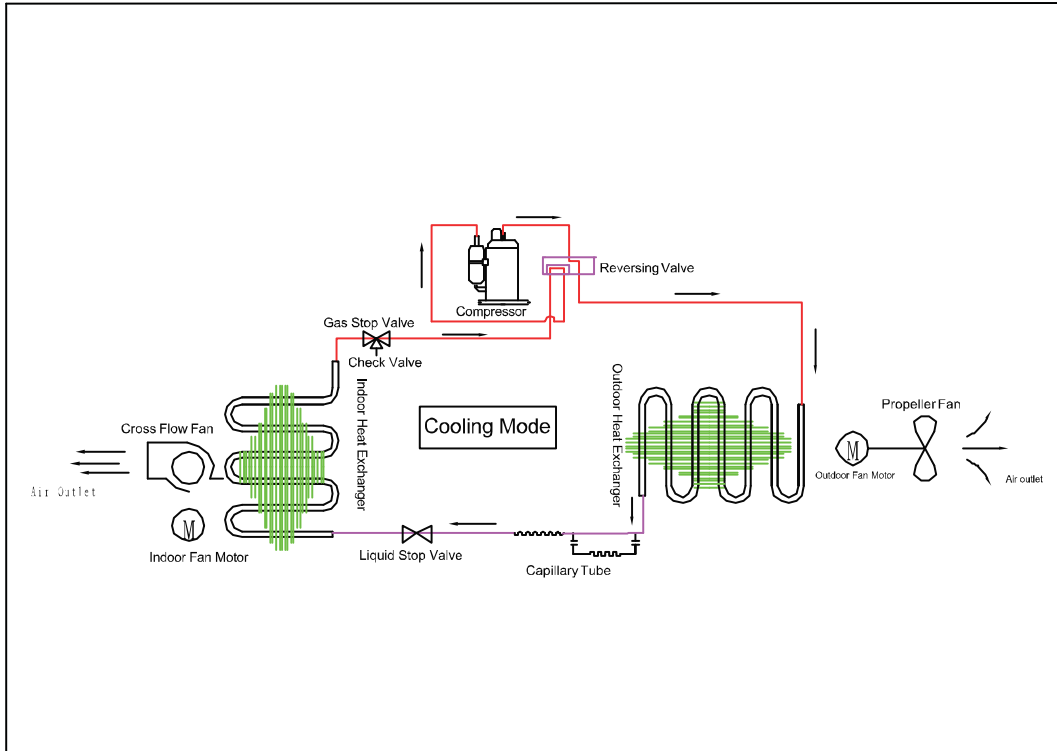 Reversing Valve
Compressor
Gas Stop Valve
Check Valve
Indoor Heat Exchanger
Outdoor Heat Exchanger
Cooling Mode
Propeller Fan
Cross Flow Fan
M
Outdoor Fan Motor
Air outlet
Air Outlet
M
Indoor Fan Motor
Liquid Stop Valve
Capillary Tube